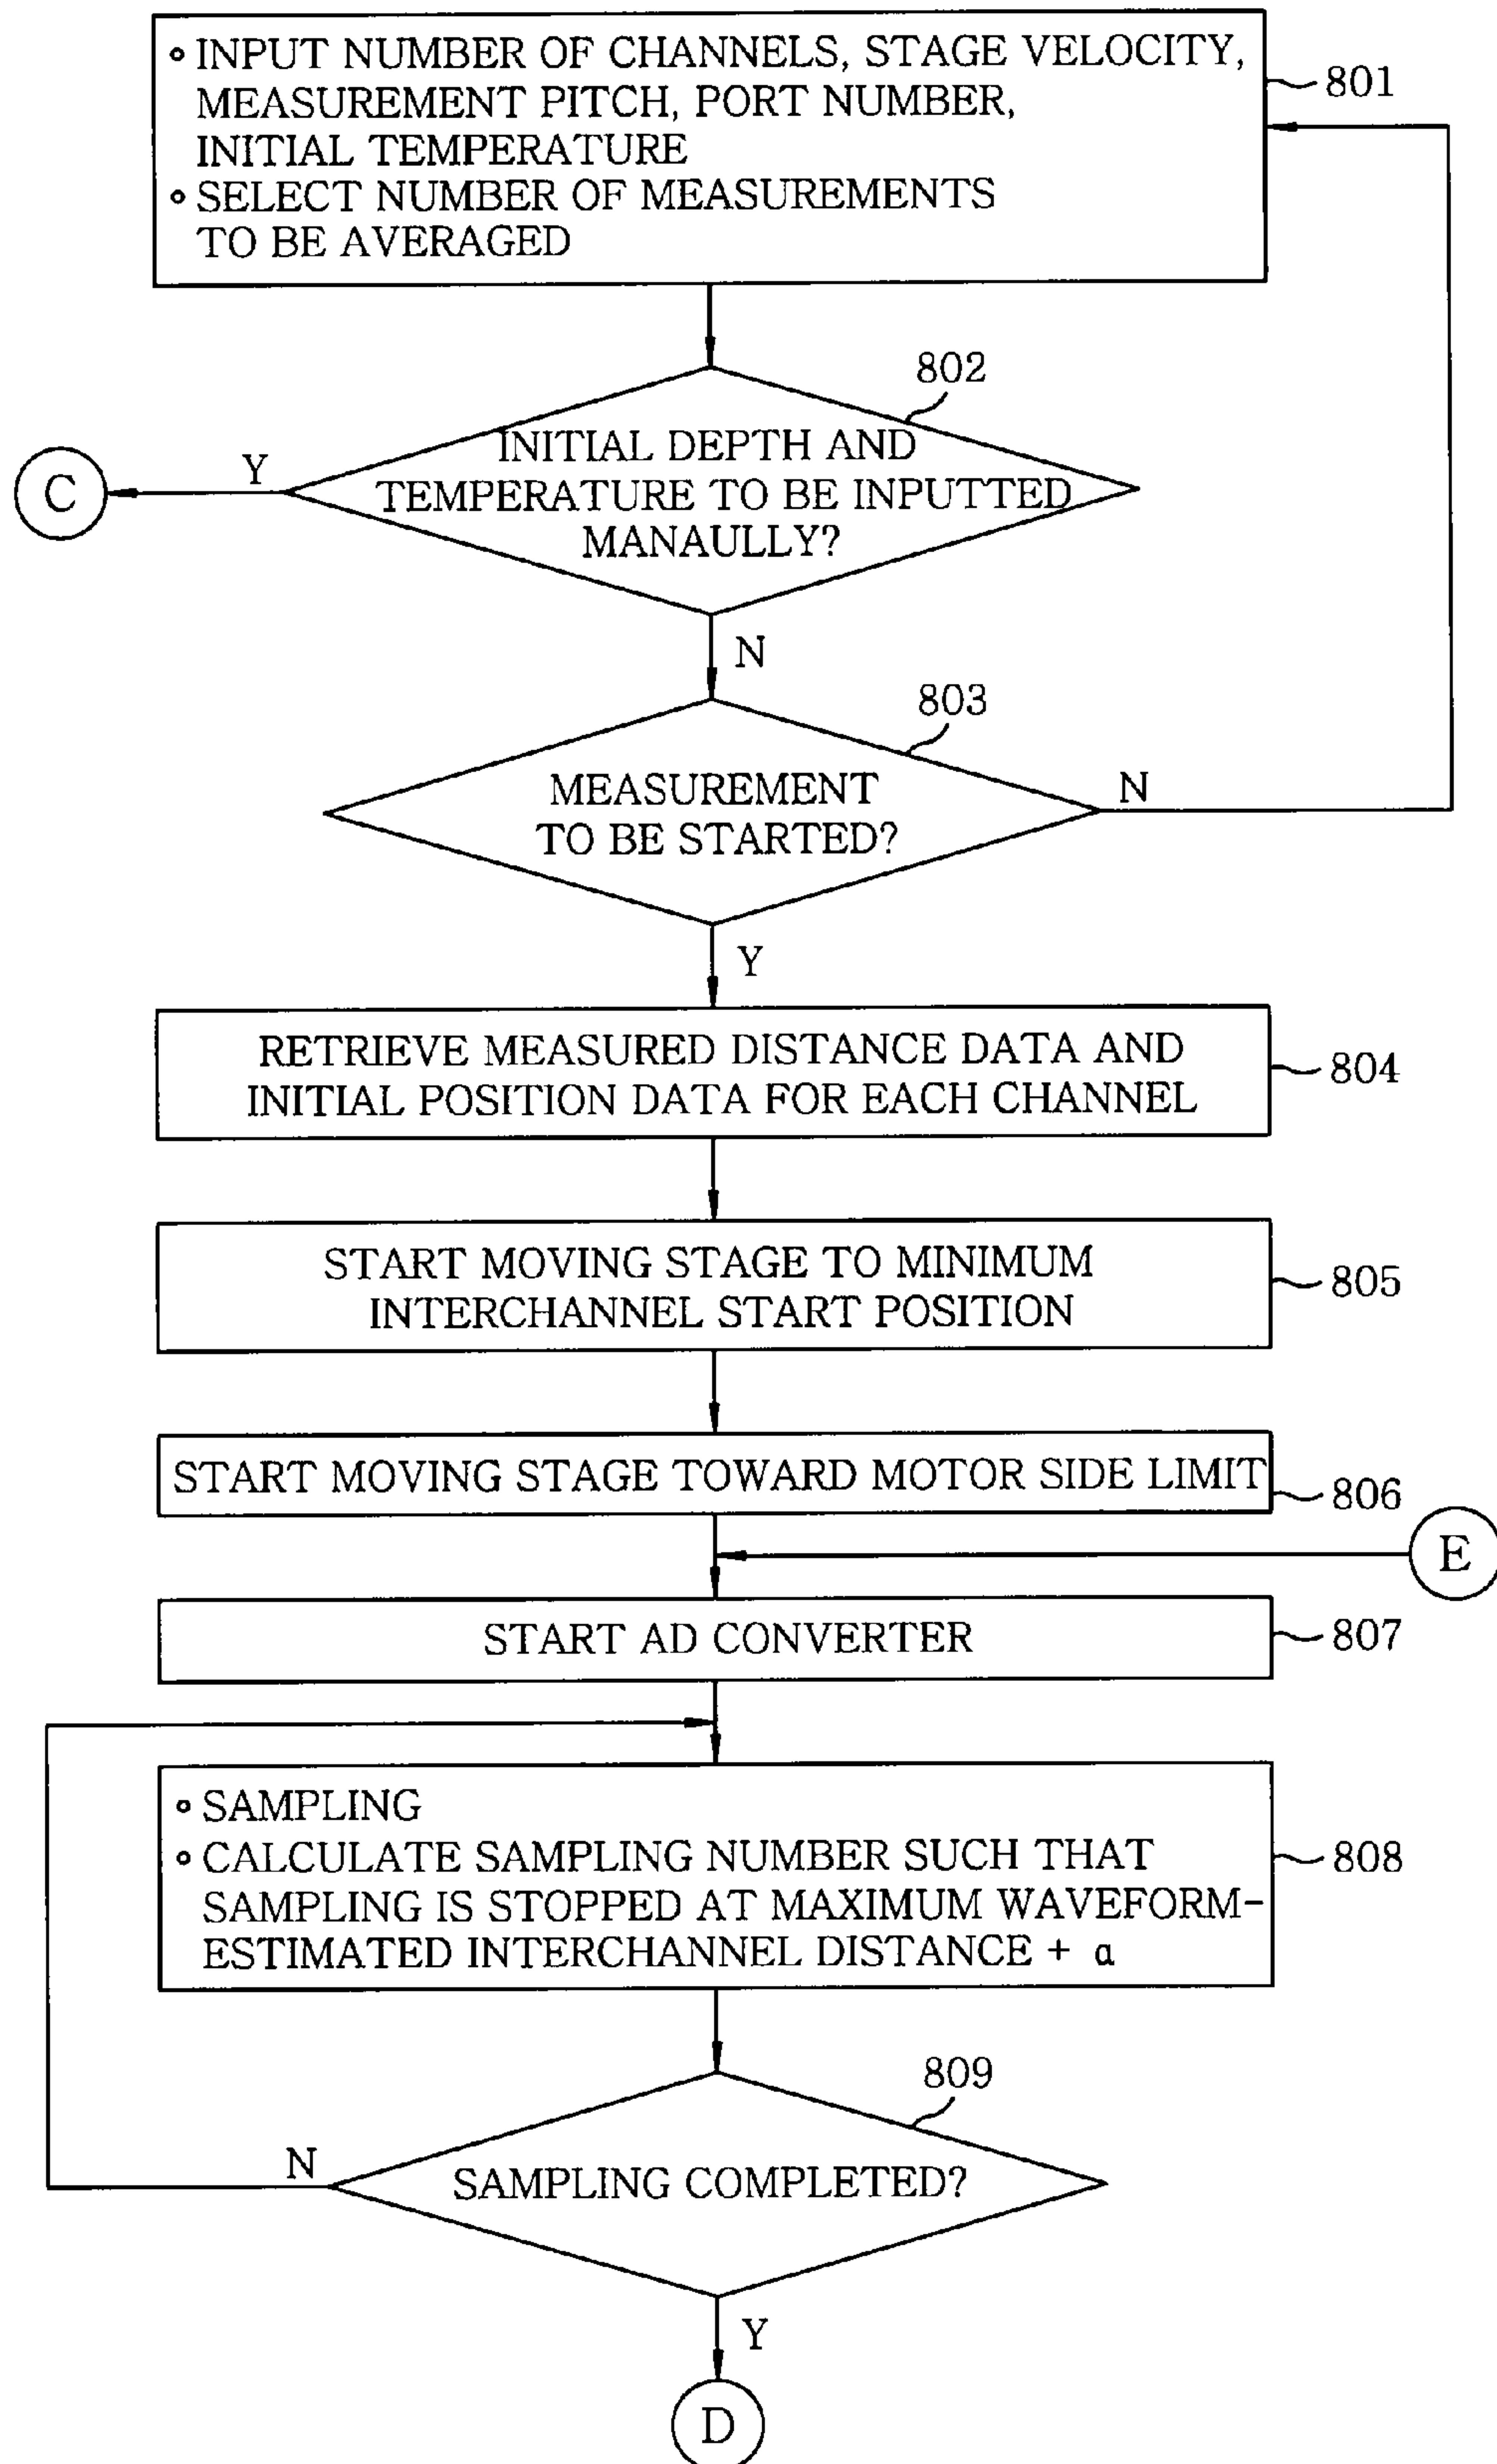 ∘ INPUT NUMBER OF CHANNELS, STAGE VELOCITY,
MEASUREMENT PITCH, PORT NUMBER,
INITIAL TEMPERATURE
∘ SELECT NUMBER OF MEASUREMENTS
TO BE AVERAGED
801
802
INITIAL DEPTH AND
TEMPERATURE TO BE INPUTTED
MANAULLY?
Y
C
N
803
MEASUREMENT
TO BE STARTED?
N
Y
RETRIEVE MEASURED DISTANCE DATA AND
INITIAL POSITION DATA FOR EACH CHANNEL
804
START MOVING STAGE TO MINIMUM
INTERCHANNEL START POSITION
805
START MOVING STAGE TOWARD MOTOR SIDE LIMIT
806
E
START AD CONVERTER
807
∘ SAMPLING
∘ CALCULATE SAMPLING NUMBER SUCH THAT
SAMPLING IS STOPPED AT MAXIMUM WAVEFORM-
ESTIMATED INTERCHANNEL DISTANCE + α
808
809
SAMPLING COMPLETED?
N
Y
D